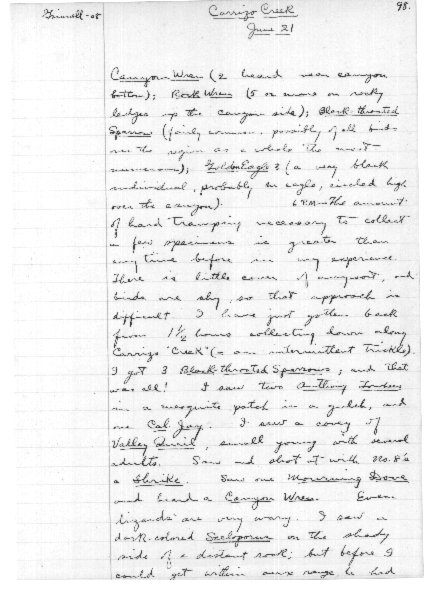 Grinnell-08
Carrizo Creek
98.
June 21
Canyon Wren (2 heard near canyon
bottom); Rock Wren (5 or more on rocky
ledges up the canyon side); Black-throated
Sparrow (fairly common, possibly of all birds
in the region as a whole the most
numerous); Golden Eagle ? (a very black
individual, probably an eagle, circled high
over the canyon). 6 P.M.—The amount
of hard tramping necessary to collect
a few specimens is greater than
any time before in my experience.
There is little cover of any sort, and
birds are shy, so that approach is
difficult. I have just gotten back
from 1½ hours collecting down along
Carrizo "Creek" (= an intermittent trickle).
I got 3 Black-throated Sparrows; and that
was all! I saw two Anthony Towhees
in a mesquite patch in a gulch, and
one Cal. Jay. I saw a covey of
Valley Quail, small young with several
adults. Saw and shot at with No. 8's
a Shrike. Saw one Mourning Dove
and heard a Canyon Wren. Even
lizards are very wary. I saw a
dark-colored Sceloporus on the shady
side of a distant rock; but before I
could get within range he had